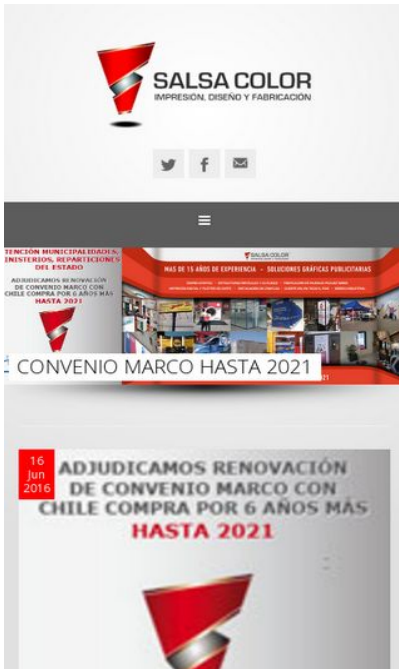 SALSA COLOR
IMPRESIÓN, DISEÑO Y FABRICACIÓN
TENCIÓN MUNICIPALIDADES,
INISTERIOS, REPARTICIONES
DEL ESTADO
ADJUDICAMOS RENOVACIÓN
DE CONVENIO MARCO CON
CHILE COMPRA POR 6 AÑOS MÁS
HASTA 2021
SALSA COLOR
MAS DE 15 AÑOS DE EXPERIENCIA - SOLUCIONES GRÁFICAS PUBLICITARIAS
CONVENIO MARCO HASTA 2021
16
Jun
2016
ADJUDICAMOS RENOVACIÓN
DE CONVENIO MARCO CON
CHILE COMPRA POR 6 AÑOS MÁS
HASTA 2021